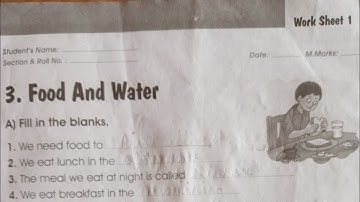 Work Sheet 1
Student's Name:
Section & Roll No. :
Date: M.Marks:
3. Food And Water
A) Fill in the blanks.
1. We need food to
2. We eat lunch in the
3. The meal we eat at night is called
4. We eat breakfast in the